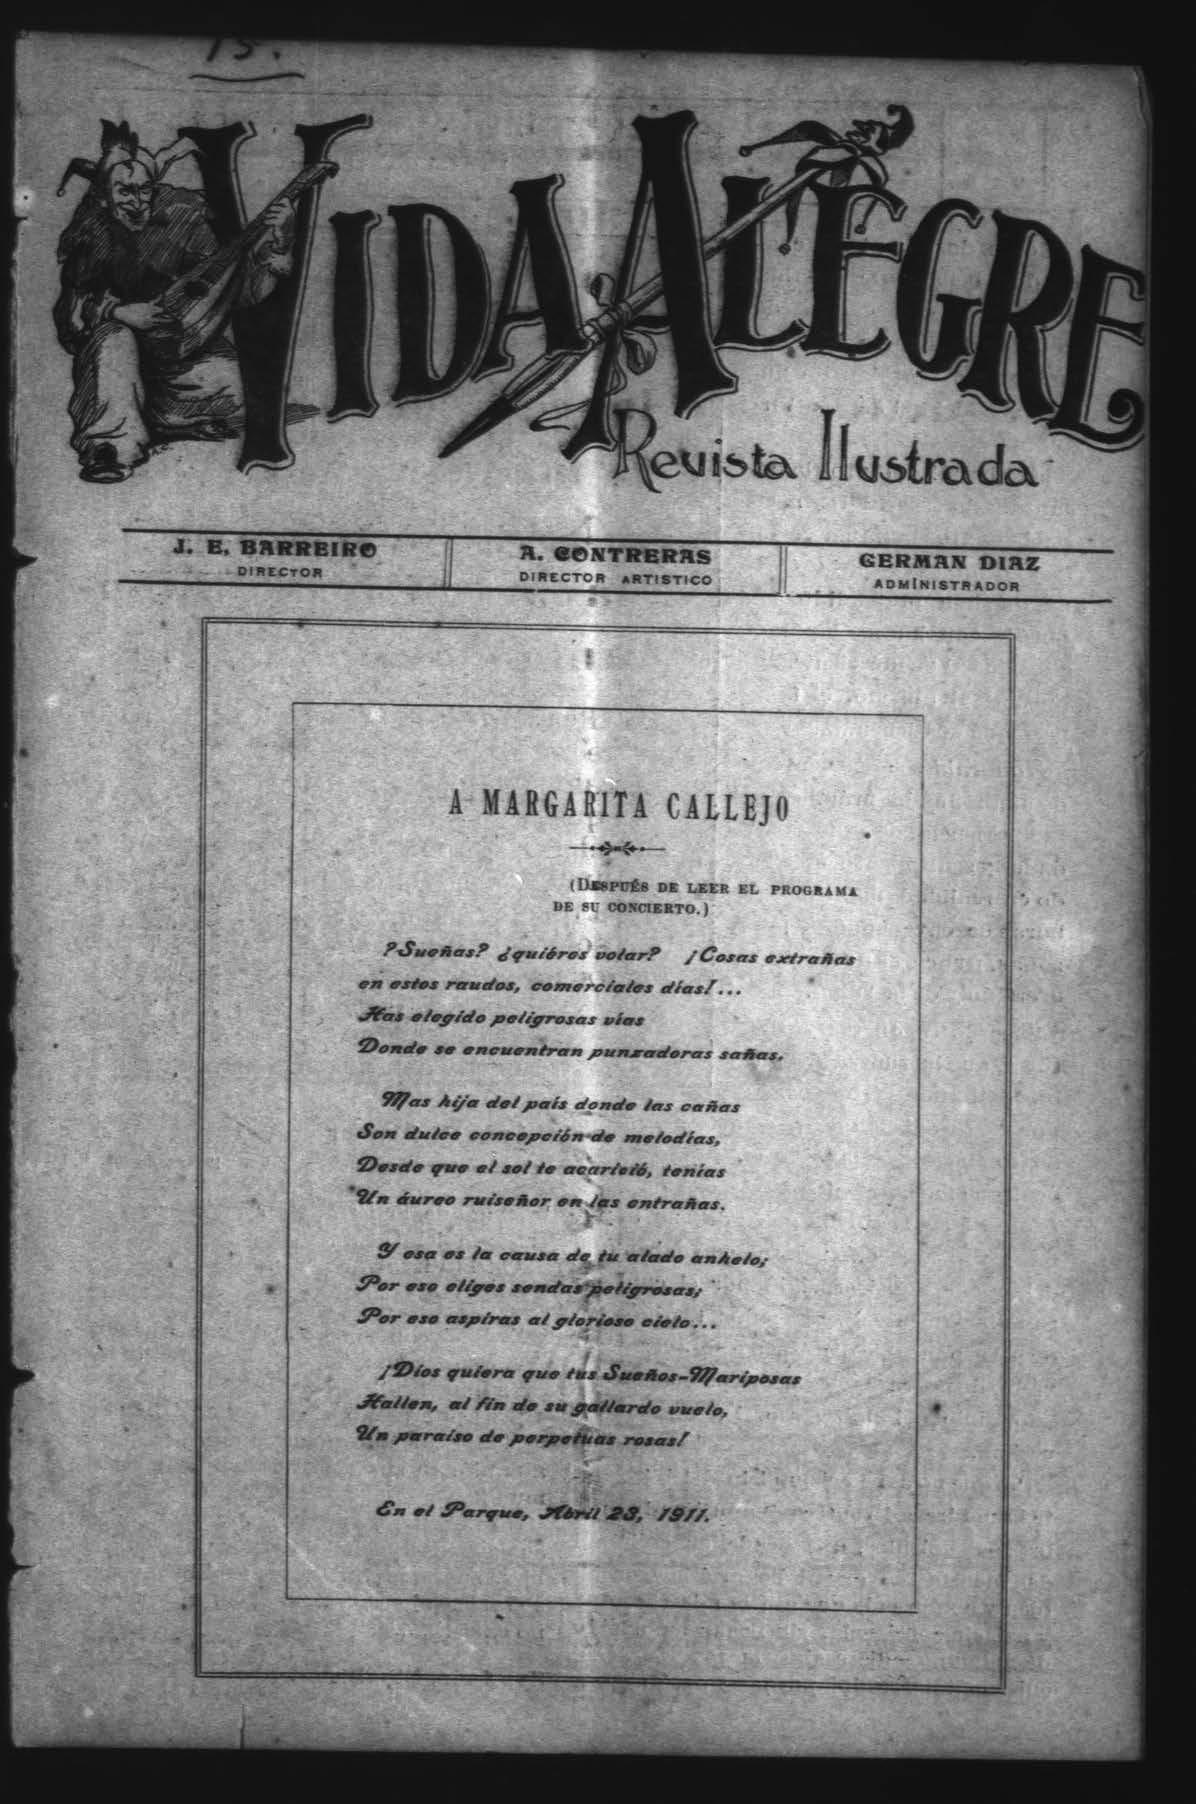 15.
VIDA ALEGRE
Revista Ilustrada
J. E. BARREIRO
DIRECTOR
A. CONTRERAS
DIRECTOR ARTISTICO
GERMAN DIAZ
ADMINISTRADOR
A MARGARITA CALLEJO
(DESPUÉS DE LEER EL PROGRAMA
DE SU CONCIERTO.)
?Sueñas? ¿quiéres volar? ¡Cosas extrañas
en estos raudos, comerciales días!...
Has elegido peligrosas vías
Donde se encuentran punzadoras sañas.
Mas hija del país donde las cañas
Son dulce concepción de melodías,
Desde que el sol te acarició, tenías
Un áureo ruiseñor en las entrañas.
Y esa es la causa de tu alado anhelo;
Por eso eliges sendas peligrosas;
Por eso aspiras al glorioso cielo...
¡Dios quiera que tus Sueños-Mariposas
Hallen, al fin de su gallardo vuelo,
Un paraíso de perpetuas rosas!
En el Parque, Abril 23, 1911.